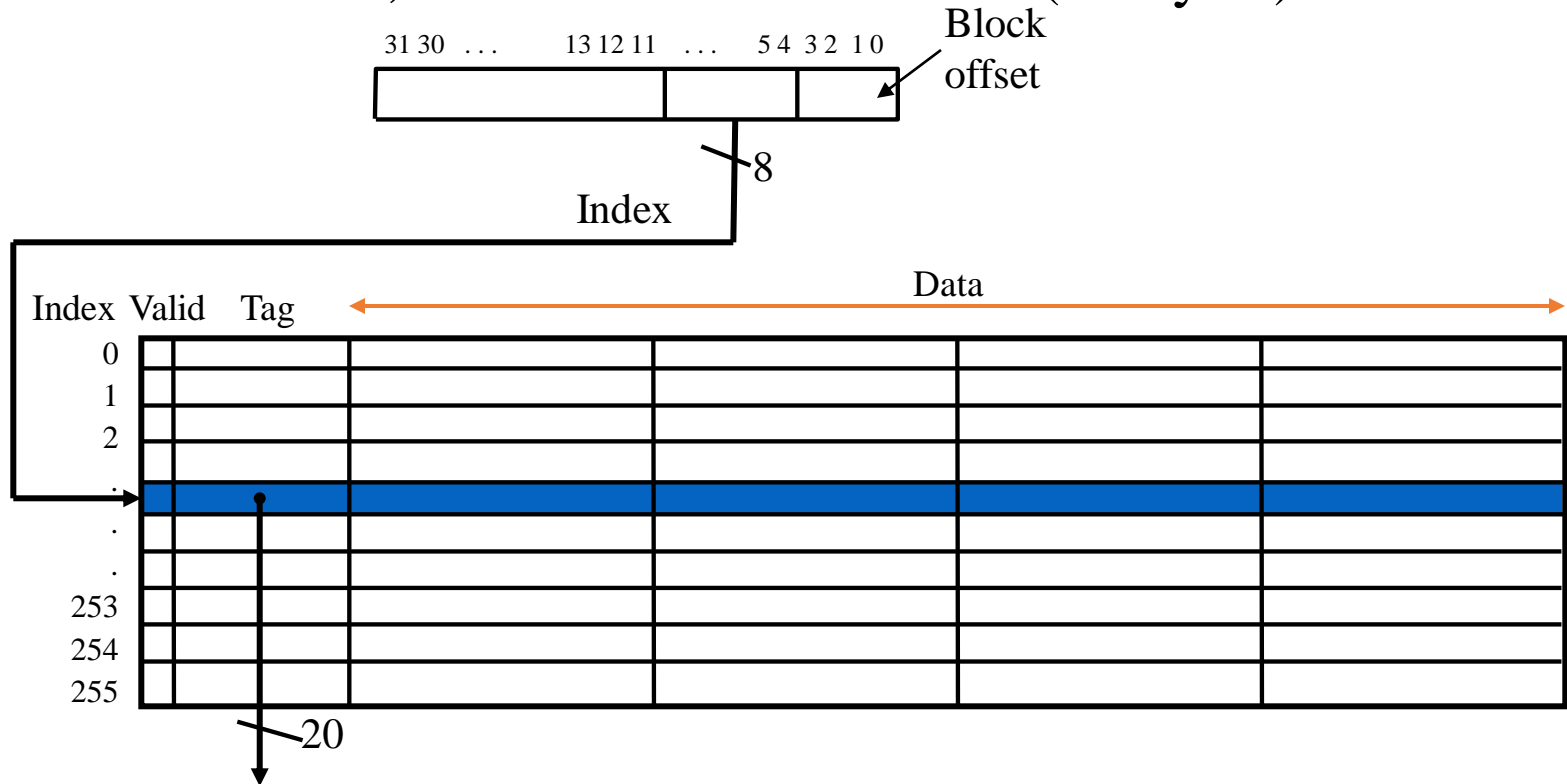 Block
offset
31 30 . . . 13 12 11 . . . 5 4 3 2 1 0
8
Index
Data
Index Valid Tag
0
1
2
.
.
.
253
254
255
20